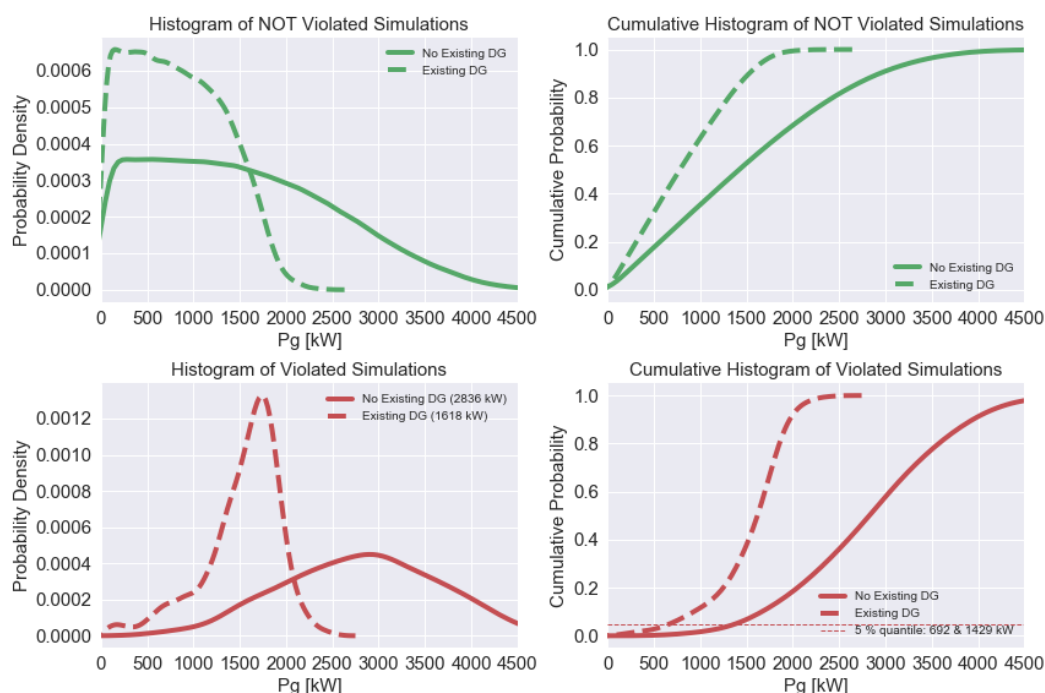 Histogram of NOT Violated Simulations
Probability Density
0.0006
0.0005
0.0004
0.0003
0.0002
0.0001
0.0000
No Existing DG
Existing DG
0 500 1000 1500 2000 2500 3000 3500 4000 4500
Pg [kW]
Cumulative Histogram of NOT Violated Simulations
Cumulative Probability
1.0
0.8
0.6
0.4
0.2
0.0
No Existing DG
Existing DG
0 500 1000 1500 2000 2500 3000 3500 4000 4500
Pg [kW]
Histogram of Violated Simulations
Probability Density
0.0012
0.0010
0.0008
0.0006
0.0004
0.0002
0.0000
No Existing DG (2836 kW)
Existing DG (1618 kW)
0 500 1000 1500 2000 2500 3000 3500 4000 4500
Pg [kW]
Cumulative Histogram of Violated Simulations
Cumulative Probability
1.0
0.8
0.6
0.4
0.2
0.0
No Existing DG
Existing DG
5 % quantile: 692 & 1429 kW
0 500 1000 1500 2000 2500 3000 3500 4000 4500
Pg [kW]